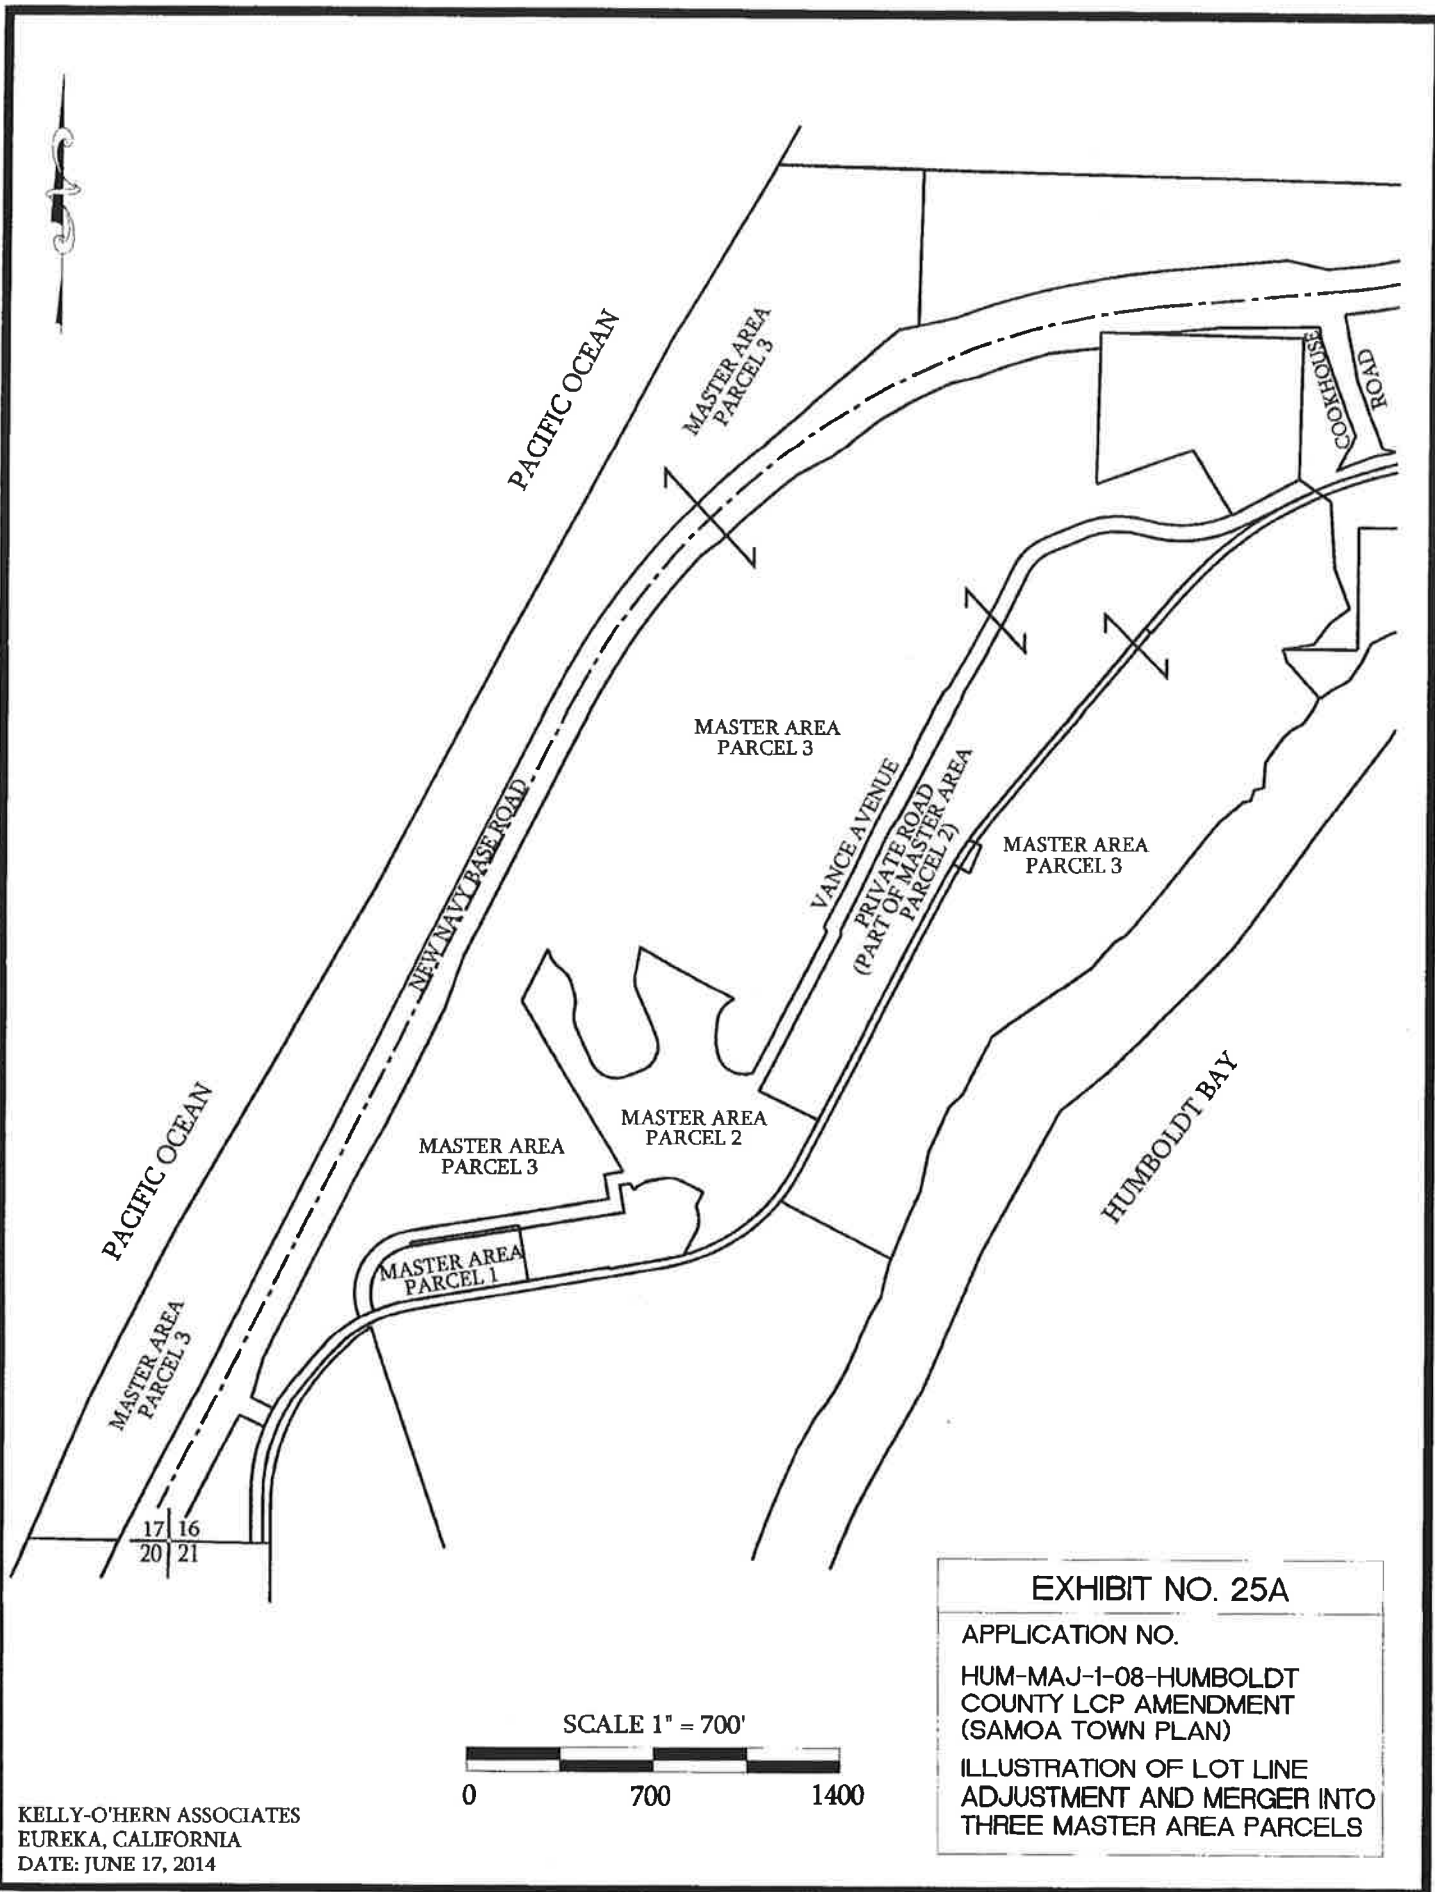 PACIFIC OCEAN
MASTER AREA
PARCEL 3
COOKHOUSE
ROAD
MASTER AREA
PARCEL 3
NEW NAVY BASE ROAD
VANCE AVENUE
PRIVATE ROAD
(PART OF MASTER AREA
PARCEL 2)
MASTER AREA
PARCEL 3
PACIFIC OCEAN
MASTER AREA
PARCEL 3
MASTER AREA
PARCEL 2
HUMBOLDT BAY
MASTER AREA
PARCEL 1
MASTER AREA
PARCEL 3
17 16
20 21
SCALE 1" = 700'
0 700 1400
KELLY-O'HERN ASSOCIATES
EUREKA, CALIFORNIA
DATE: JUNE 17, 2014
EXHIBIT NO. 25A
APPLICATION NO.
HUM-MAJ-1-08-HUMBOLDT
COUNTY LCP AMENDMENT
(SAMOA TOWN PLAN)
ILLUSTRATION OF LOT LINE
ADJUSTMENT AND MERGER INTO
THREE MASTER AREA PARCELS